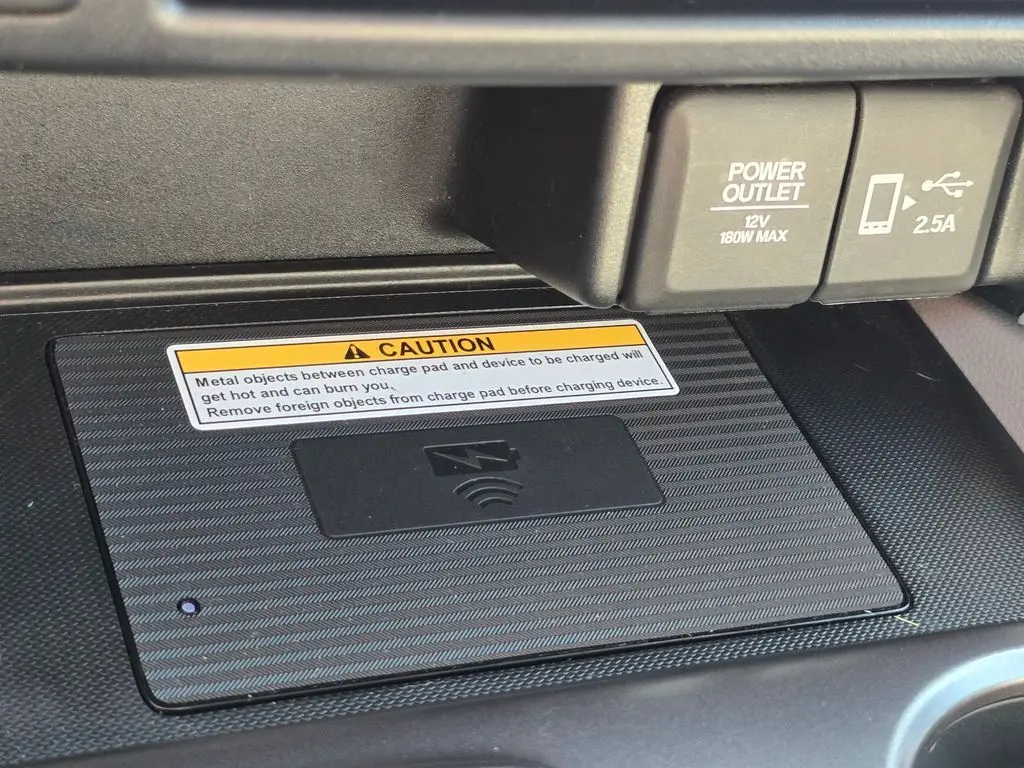 POWER
OUTLET
12V
180W MAX
2.5A
CAUTION
Metal objects between charge pad and device to be charged will
get hot and can burn you.
Remove foreign objects from charge pad before charging device.